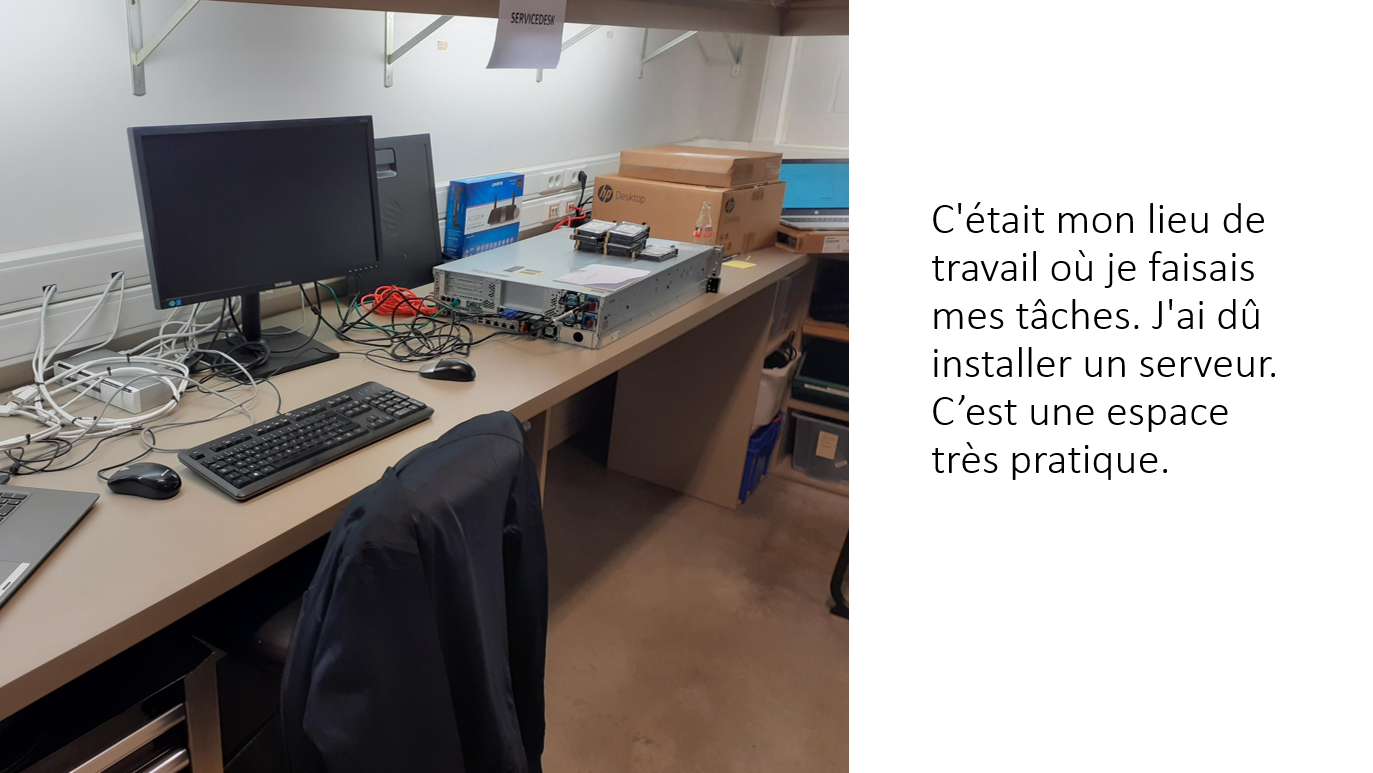 SERVICEDESK
hp Desktop
hp
C'était mon lieu de
travail où je faisais
mes tâches. J'ai dû
installer un serveur.
C’est une espace
très pratique.